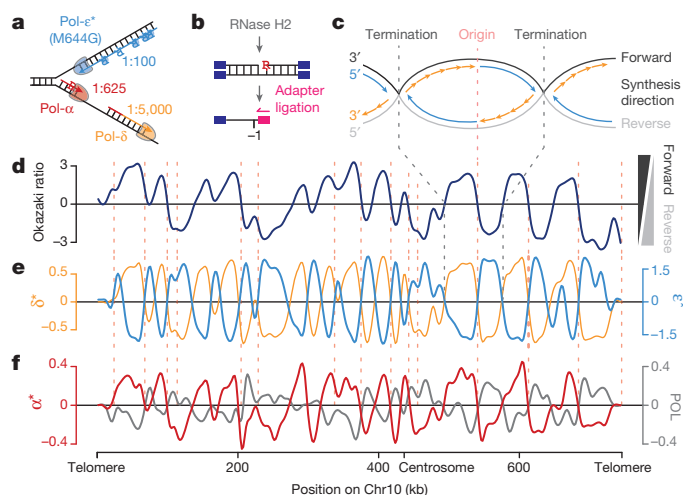 a
Pol-ε*
(M644G)
1:100
1:625
Pol-α
1:5,000
Pol-δ
b
RNase H2
R
Adapter
ligation
−1
c
Termination Origin Termination
3′
5′
3′
5′
Forward
Synthesis
direction
Reverse
d
Okazaki ratio
3
0
−3
Forward
Reverse
e
δ*
0.5
0
−0.5
1.5
0
−1.5
ε*
f
α*
0.4
0
−0.4
0.4
0
−0.4
POL
Telomere 200 400 Centrosome 600 Telomere
Position on Chr10 (kb)